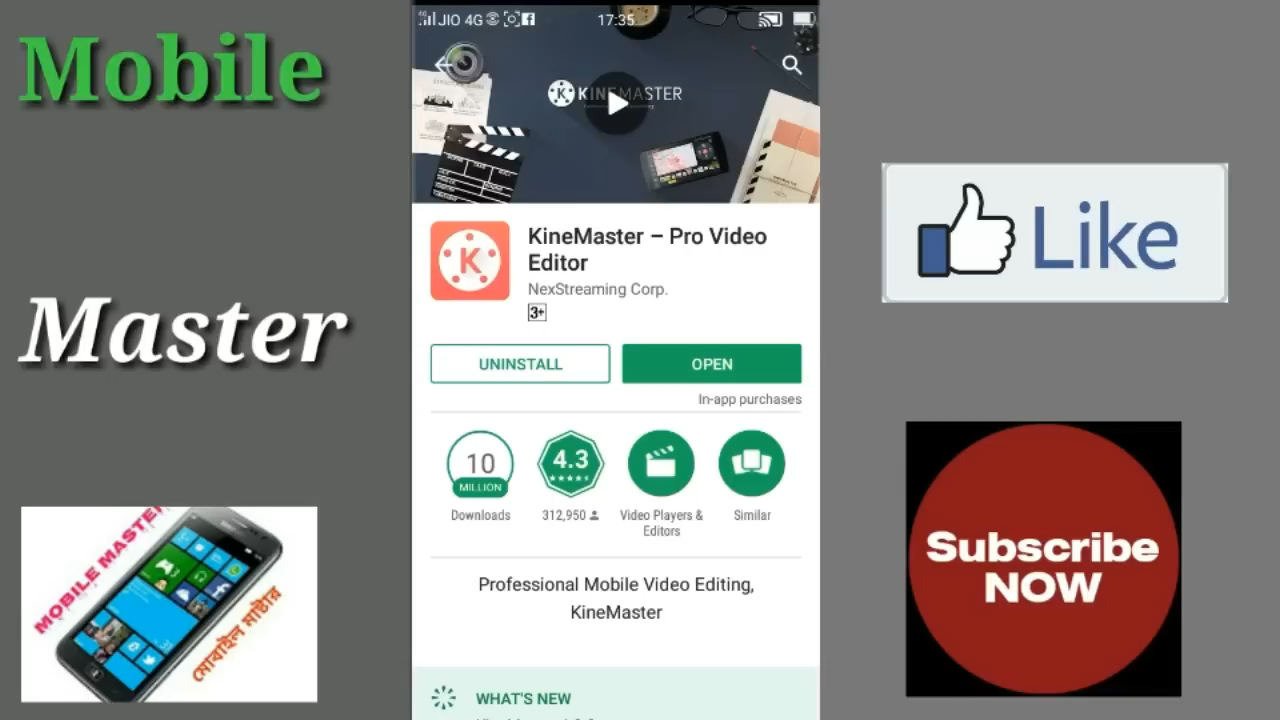 Mobile
Master
MOBILE MASTER
মোবাইল মাস্টার
JIO 4G
17:35
KINEMASTER
KineMaster – Pro Video
Editor
NexStreaming Corp.
3+
UNINSTALL
OPEN
In-app purchases
10
MILLION
Downloads
4.3
312,950
Video Players &
Editors
Similar
Professional Mobile Video Editing,
KineMaster
WHAT'S NEW
Like
Subscribe
NOW